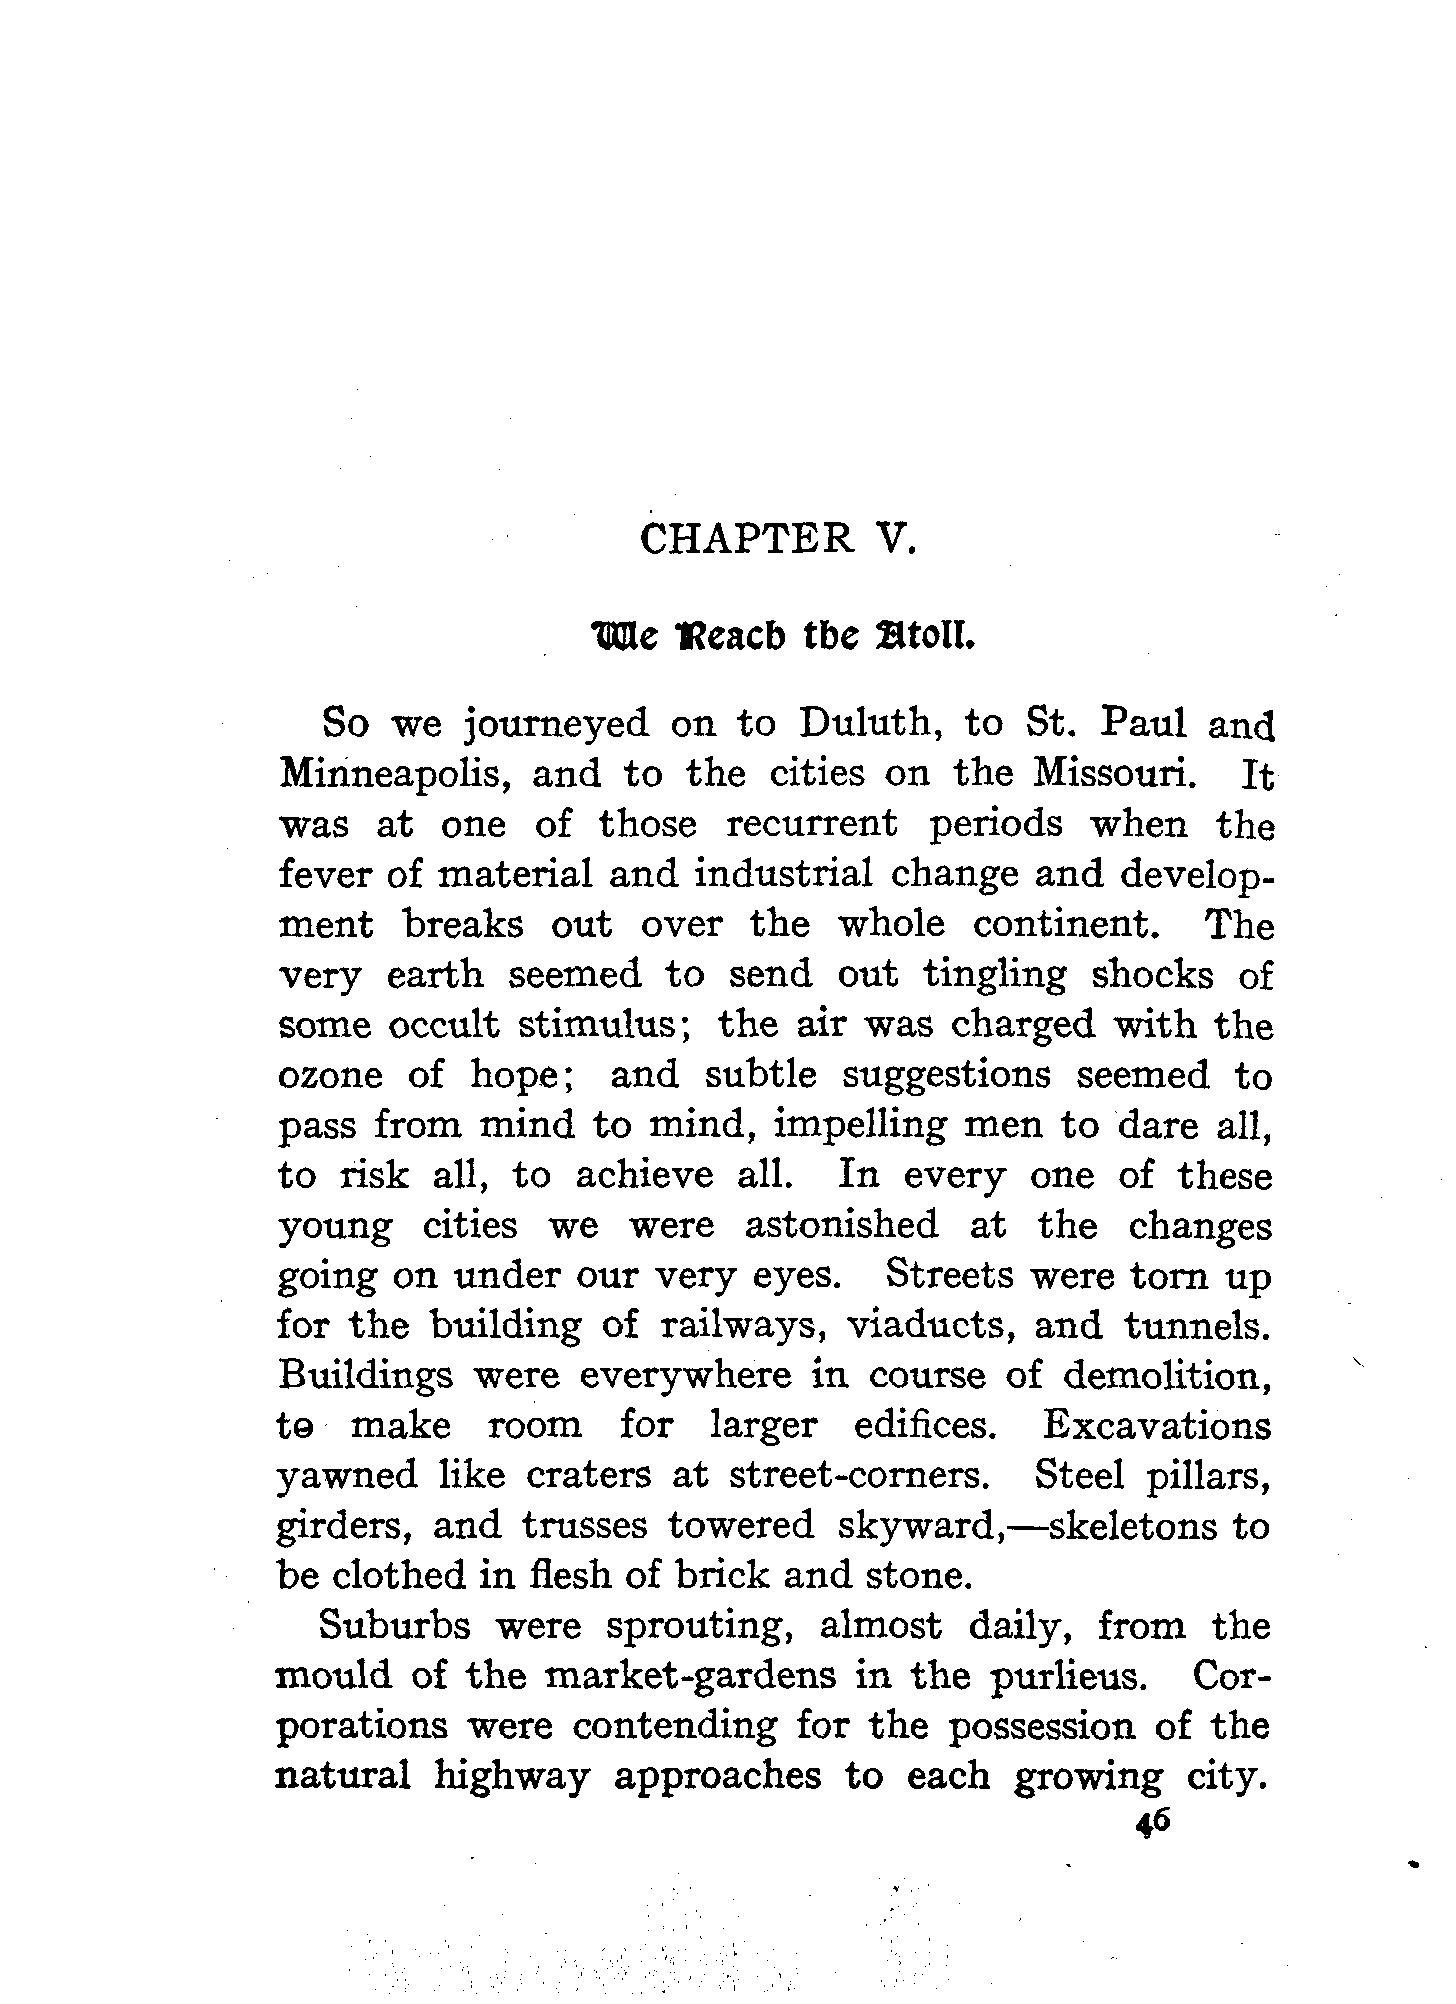 CHAPTER V.
We Reach the Atoll.
So we journeyed on to Duluth, to St. Paul and
Minneapolis, and to the cities on the Missouri. It
was at one of those recurrent periods when the
fever of material and industrial change and develop-
ment breaks out over the whole continent. The
very earth seemed to send out tingling shocks of
some occult stimulus; the air was charged with the
ozone of hope; and subtle suggestions seemed to
pass from mind to mind, impelling men to dare all,
to risk all, to achieve all. In every one of these
young cities we were astonished at the changes
going on under our very eyes. Streets were torn up
for the building of railways, viaducts, and tunnels.
Buildings were everywhere in course of demolition,
to make room for larger edifices. Excavations
yawned like craters at street-corners. Steel pillars,
girders, and trusses towered skyward,—skeletons to
be clothed in flesh of brick and stone.
Suburbs were sprouting, almost daily, from the
mould of the market-gardens in the purlieus. Cor-
porations were contending for the possession of the
natural highway approaches to each growing city.
46